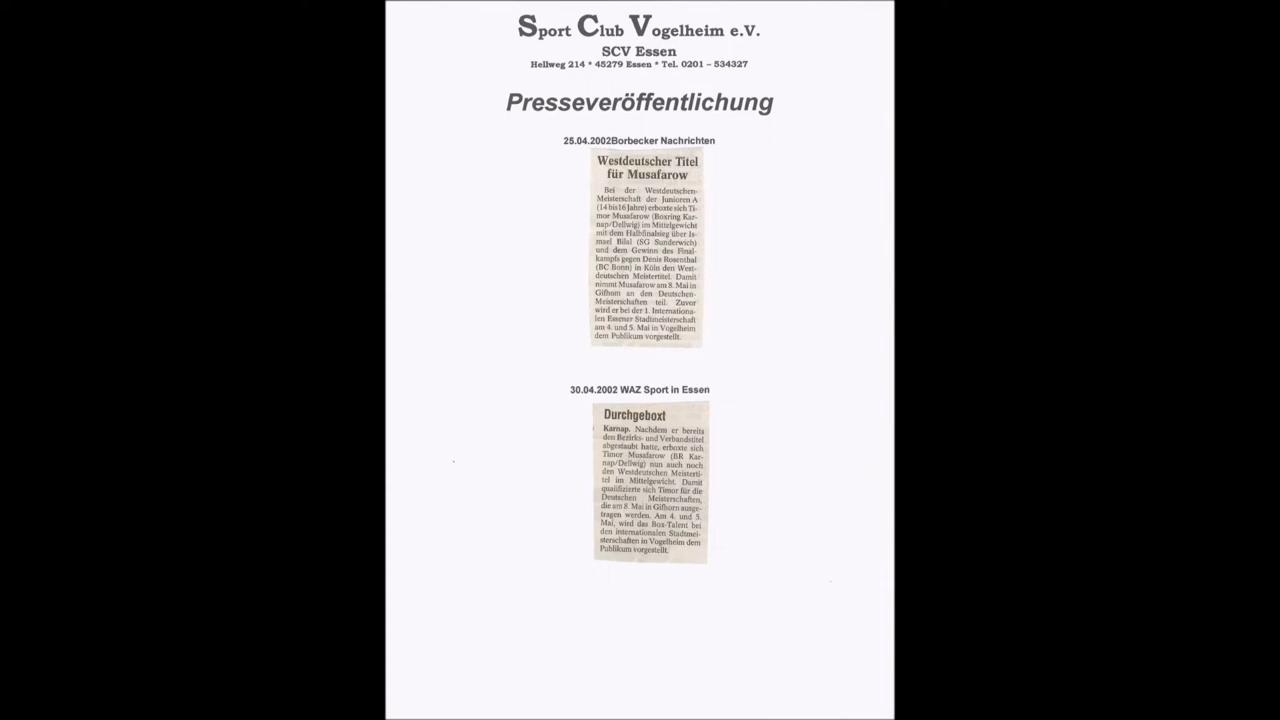 Sport Club Vogelheim e.V.
SCV Essen
Hellweg 214 * 45279 Essen * Tel. 0201 – 534327
Presseveröffentlichung
25.04.2002Borbecker Nachrichten
Westdeutscher Titel
für Musafarow
Bei der Westdeutschen-
Meisterschaft der Junioren A
(14 bis 16 Jahre) erboxte sich Ti-
mor Musafarow (Boxring Kar-
nap/Dellwig) im Mittelgewicht
mit dem Halbfinalsieg über Is-
mael Bilal (SG Sunderwich)
und dem Gewinn des Final-
kampfs gegen Denis Rosenthal
(BC Bonn) in Köln den West-
deutschen Meistertitel. Damit
nimmt Musafarow am 8. Mai in
Gifhorn an den Deutschen-
Meisterschaften teil. Zuvor
wird er bei der 1. Internationa-
len Essener Stadtmeisterschaft
am 4. und 5. Mai in Vogelheim
dem Publikum vorgestellt.
30.04.2002 WAZ Sport in Essen
Durchgeboxt
Karnap. Nachdem er bereits
den Bezirks- und Verbandstitel
abgestaubt hatte, erboxte sich
Timor Musafarow (BR Kar-
nap/Dellwig) nun auch noch
den Westdeutschen Meisterti-
tel im Mittelgewicht. Damit
qualifizierte sich Timor für die
Deutschen Meisterschaften,
die am 8. Mai in Gifhorn ausge-
tragen werden. Am 4. und 5.
Mai, wird das Box-Talent bei
den internationalen Stadtmei-
sterschaften in Vogelheim dem
Publikum vorgestellt.